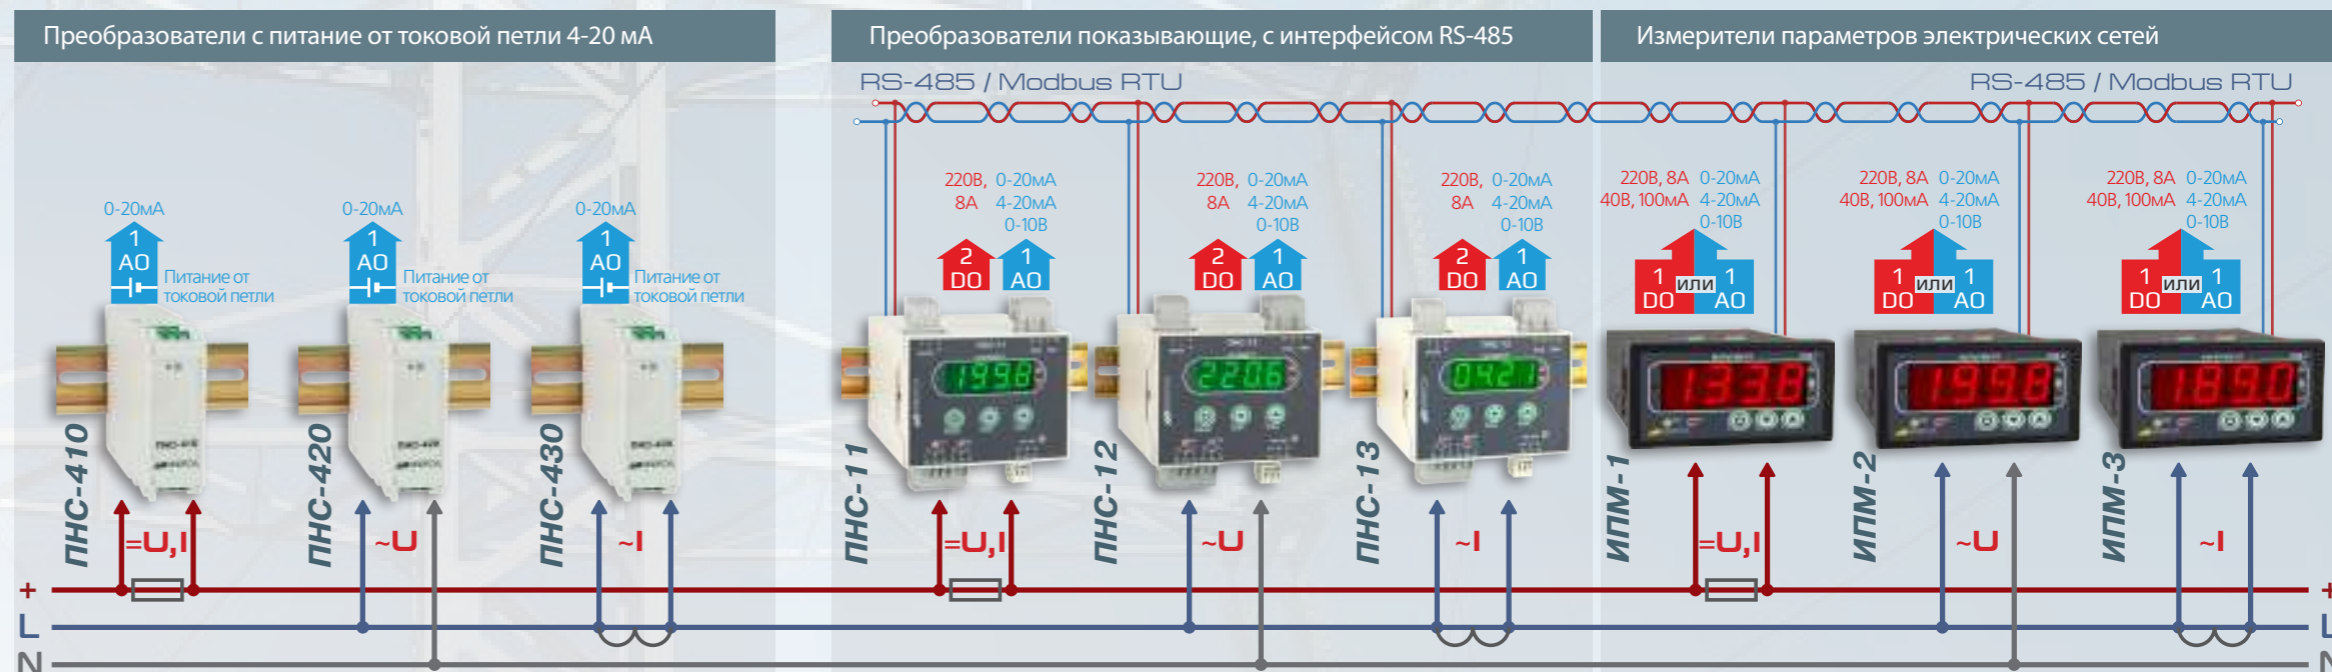 Преобразователи с питание от токовой петли 4-20 мА
Преобразователи показывающие, с интерфейсом RS-485
Измерители параметров электрических сетей
RS-485 / Modbus RTU
RS-485 / Modbus RTU
0-20мА
1
AO
Питание от
токовой петли
0-20мА
1
AO
Питание от
токовой петли
0-20мА
1
AO
Питание от
токовой петли
220В, 0-20мА
8А 4-20мА
0-10В
2 1
DO AO
220В, 0-20мА
8А 4-20мА
0-10В
2 1
DO AO
220В, 0-20мА
8А 4-20мА
0-10В
2 1
DO AO
220В, 8А 0-20мА
40В, 100мА 4-20мА
0-10В
1 или 1
DO AO
220В, 8А 0-20мА
40В, 100мА 4-20мА
0-10В
1 или 1
DO AO
220В, 8А 0-20мА
40В, 100мА 4-20мА
0-10В
1 или 1
DO AO
ПНС-410
ПНС-420
ПНС-430
ПНС-11
1998
ПНС-12
220.6
ПНС-13
0421
ИПМ-1
1338
ИПМ-2
199.8
ИПМ-3
189.0
=U,I
~U
~I
=U,I
~U
~I
=U,I
~U
~I
+ +
L L
N N